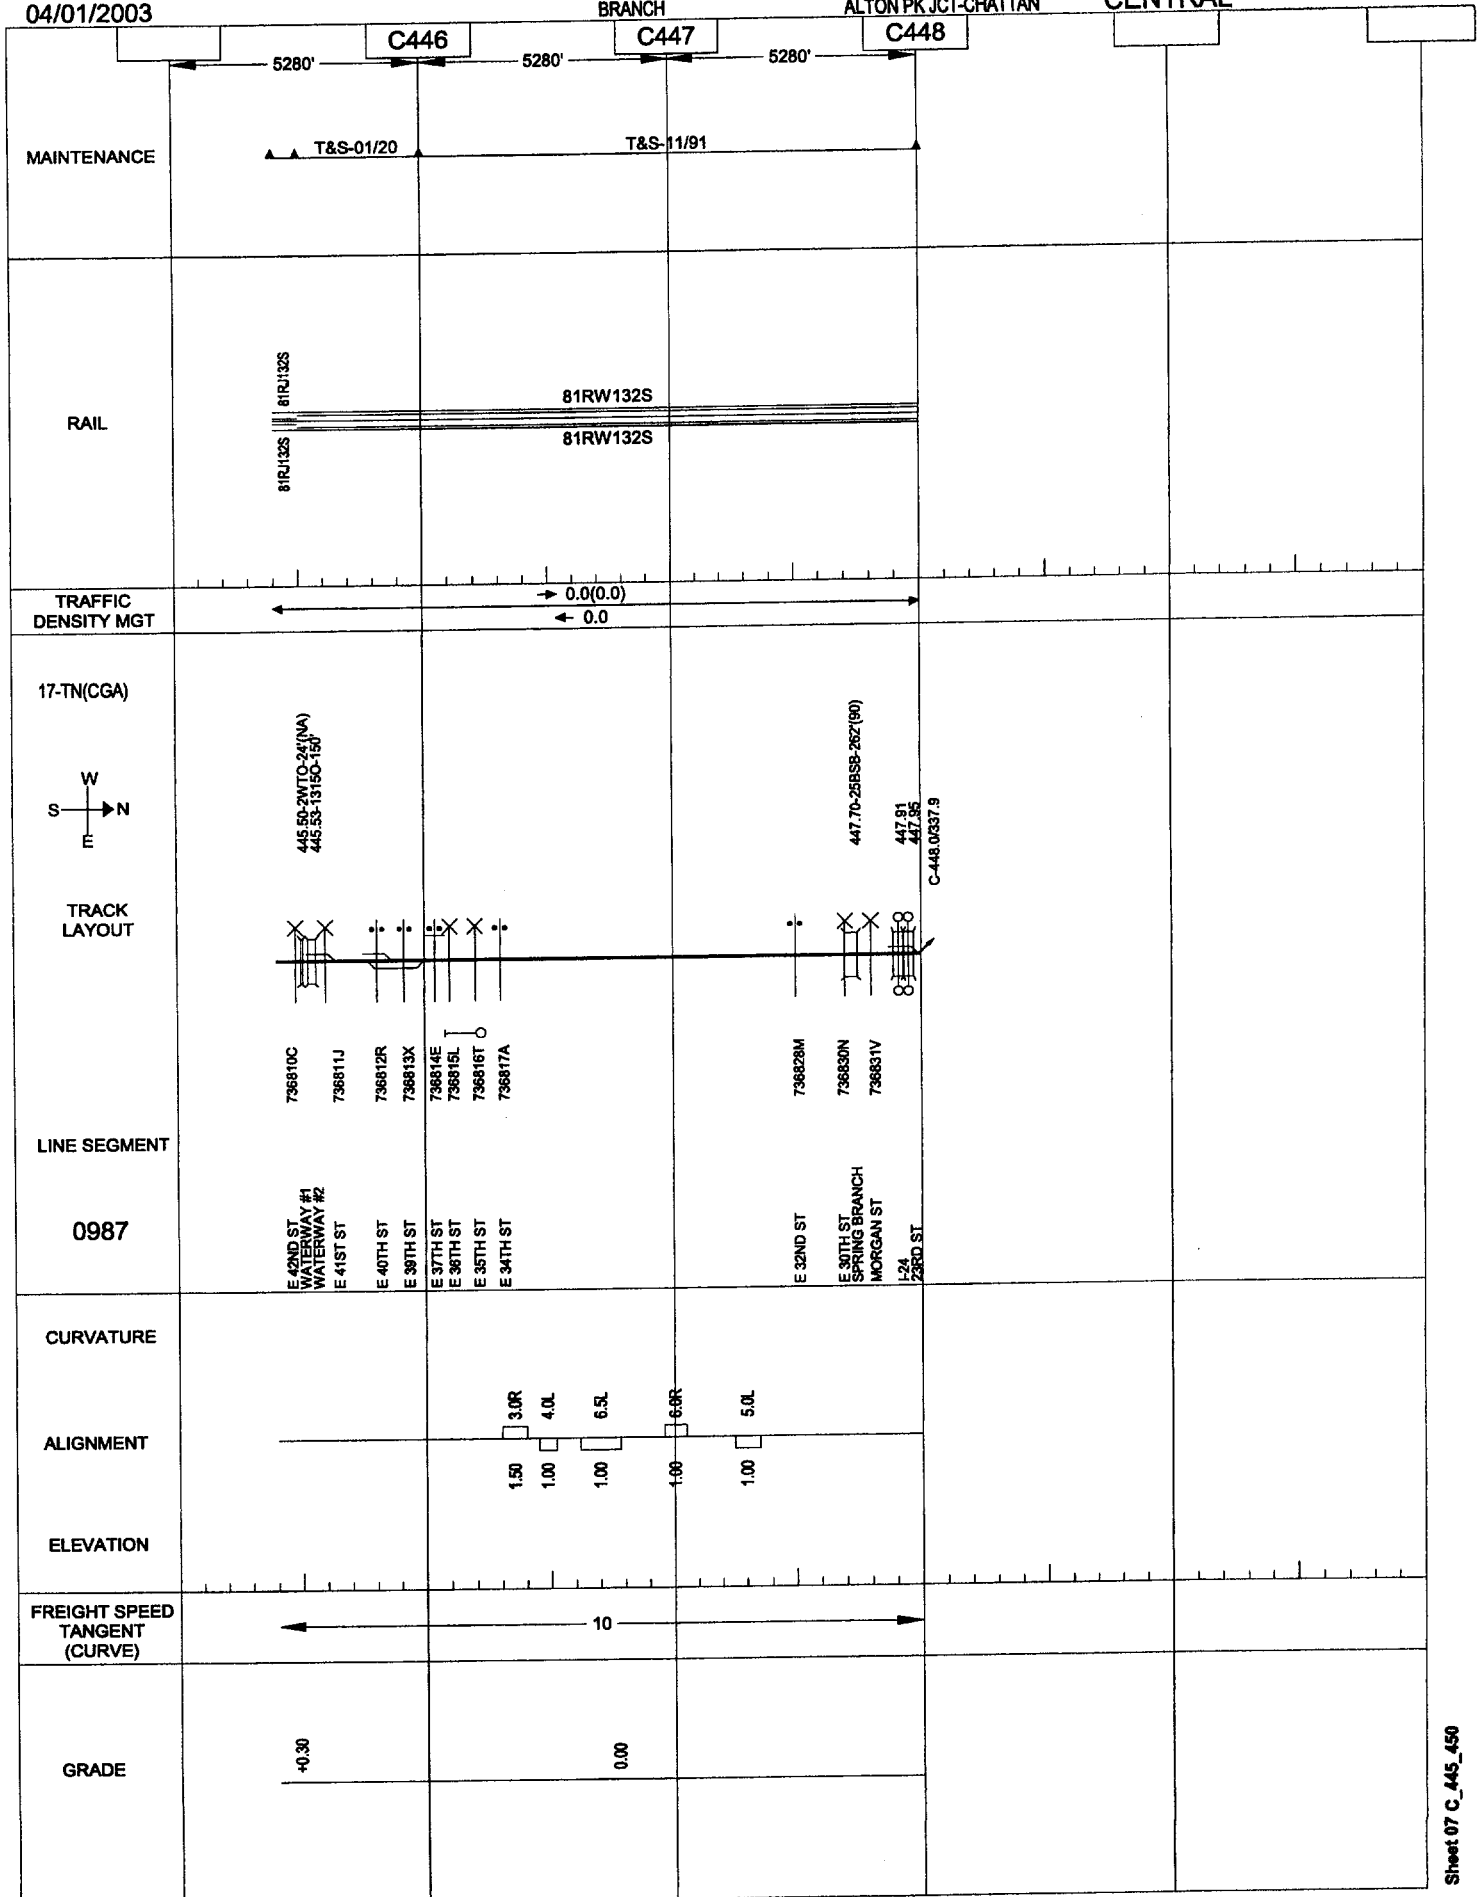 04/01/2003
BRANCH
ALTON PK JCT-CHATTAN
CENTRAL
C446
C447
C448
5280'
5280'
5280'
MAINTENANCE
T&S-01/20
T&S-11/91
RAIL
81RJ132S
81RJ132S
81RW132S
81RW132S
TRAFFIC
DENSITY MGT
0.0(0.0)
0.0
17-TN(CGA)
W
S
N
E
445.50-2WTO-24'(NA)
445.53-1315O-150'
447.70-25BSB-262'(90)
447.91
447.95
C-448.0/337.9
TRACK
LAYOUT
736810C
736811J
736812R
736813X
736814E
736815L
736816T
736817A
736828M
736830N
736831V
LINE SEGMENT
0987
E 42ND ST
WATERWAY #1
WATERWAY #2
E 41ST ST
E 40TH ST
E 39TH ST
E 37TH ST
E 36TH ST
E 35TH ST
E 34TH ST
E 32ND ST
E 30TH ST
SPRING BRANCH
MORGAN ST
I-24
23RD ST
CURVATURE
3.0R
4.0L
6.5L
6.0R
5.0L
ALIGNMENT
1.50
1.00
1.00
1.00
1.00
ELEVATION
FREIGHT SPEED
TANGENT
(CURVE)
10
GRADE
+0.30
0.00
Sheet 07 C_445_450